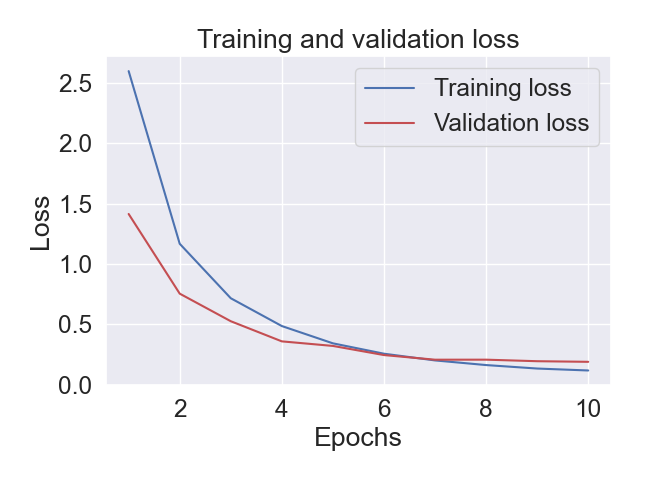 Training and validation loss
Training loss
Validation loss
2.5
2.0
1.5
1.0
0.5
0.0
Loss
2 4 6 8 10
Epochs